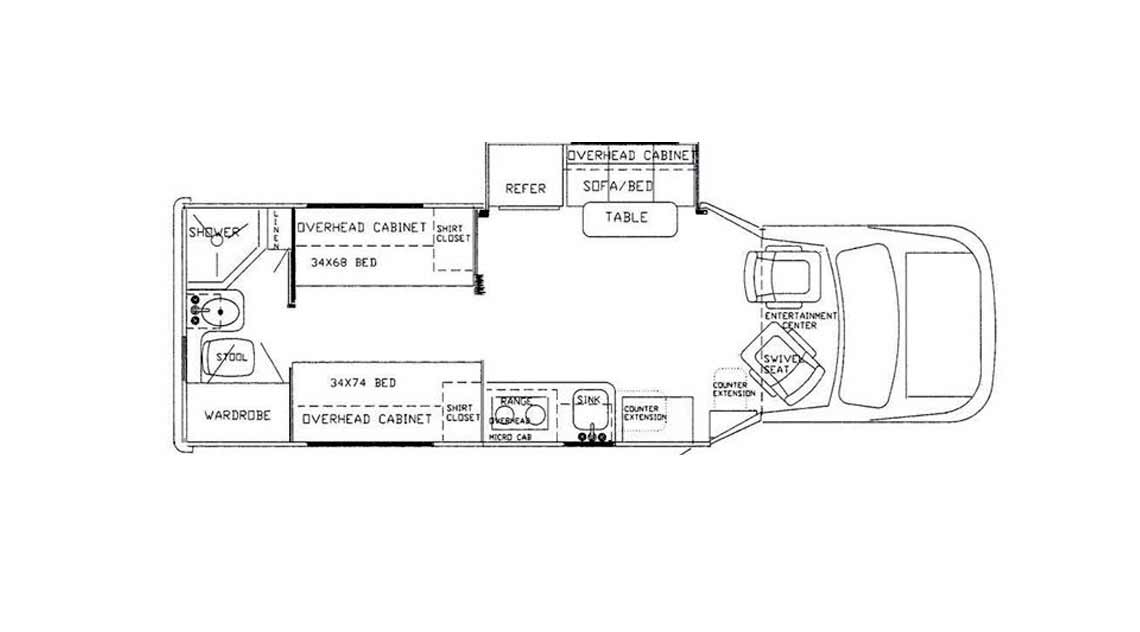 OVERHEAD CABINET
REFER
SOFA/BED
TABLE
SHOWER
LINEN
OVERHEAD CABINET
SHIRT
CLOSET
34X68 BED
ENTERTAINMENT
CENTER
STOOL
SWIVEL
SEAT
34X74 BED
COUNTER
EXTENSION
WARDROBE
OVERHEAD CABINET
SHIRT
CLOSET
RANGE
OVERHEAD
MICRO CAB
SINK
COUNTER
EXTENSION